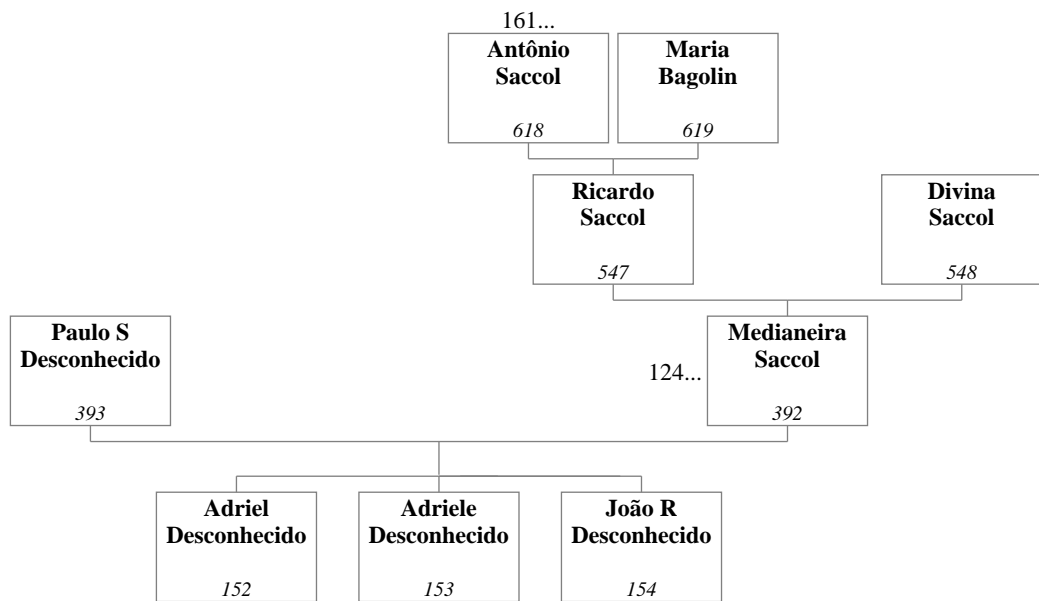 161...
Antônio
Saccol
618
Maria
Bagolin
619
Ricardo
Saccol
547
Divina
Saccol
548
Paulo S
Desconhecido
393
124...
Medianeira
Saccol
392
Adriel
Desconhecido
152
Adriele
Desconhecido
153
João R
Desconhecido
154